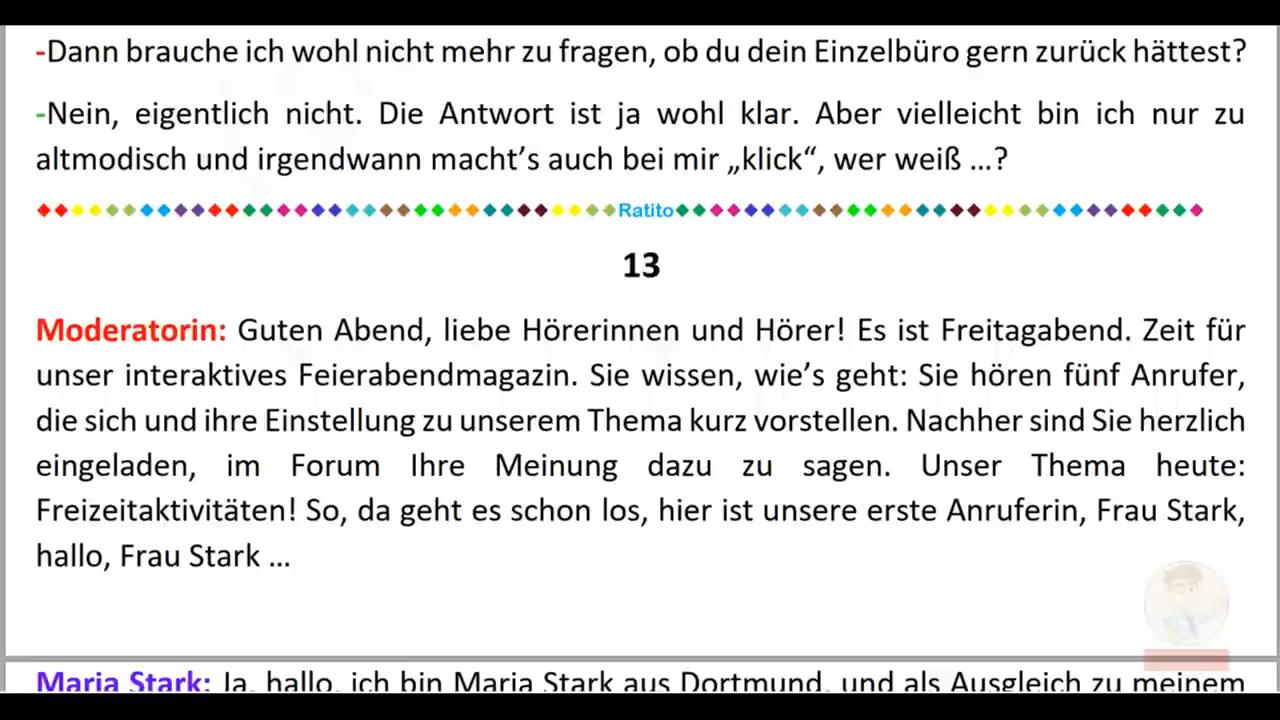 -Dann brauche ich wohl nicht mehr zu fragen, ob du dein Einzelbüro gern zurück hättest?
-Nein, eigentlich nicht. Die Antwort ist ja wohl klar. Aber vielleicht bin ich nur zu
altmodisch und irgendwann macht’s auch bei mir „klick“, wer weiß …?
Ratito
13
Moderatorin: Guten Abend, liebe Hörerinnen und Hörer! Es ist Freitagabend. Zeit für
unser interaktives Feierabendmagazin. Sie wissen, wie’s geht: Sie hören fünf Anrufer,
die sich und ihre Einstellung zu unserem Thema kurz vorstellen. Nachher sind Sie herzlich
eingeladen, im Forum Ihre Meinung dazu zu sagen. Unser Thema heute:
Freizeitaktivitäten! So, da geht es schon los, hier ist unsere erste Anruferin, Frau Stark,
hallo, Frau Stark …
Maria Stark: Ja, hallo, ich bin Maria Stark aus Dortmund, und als Ausgleich zu meinem